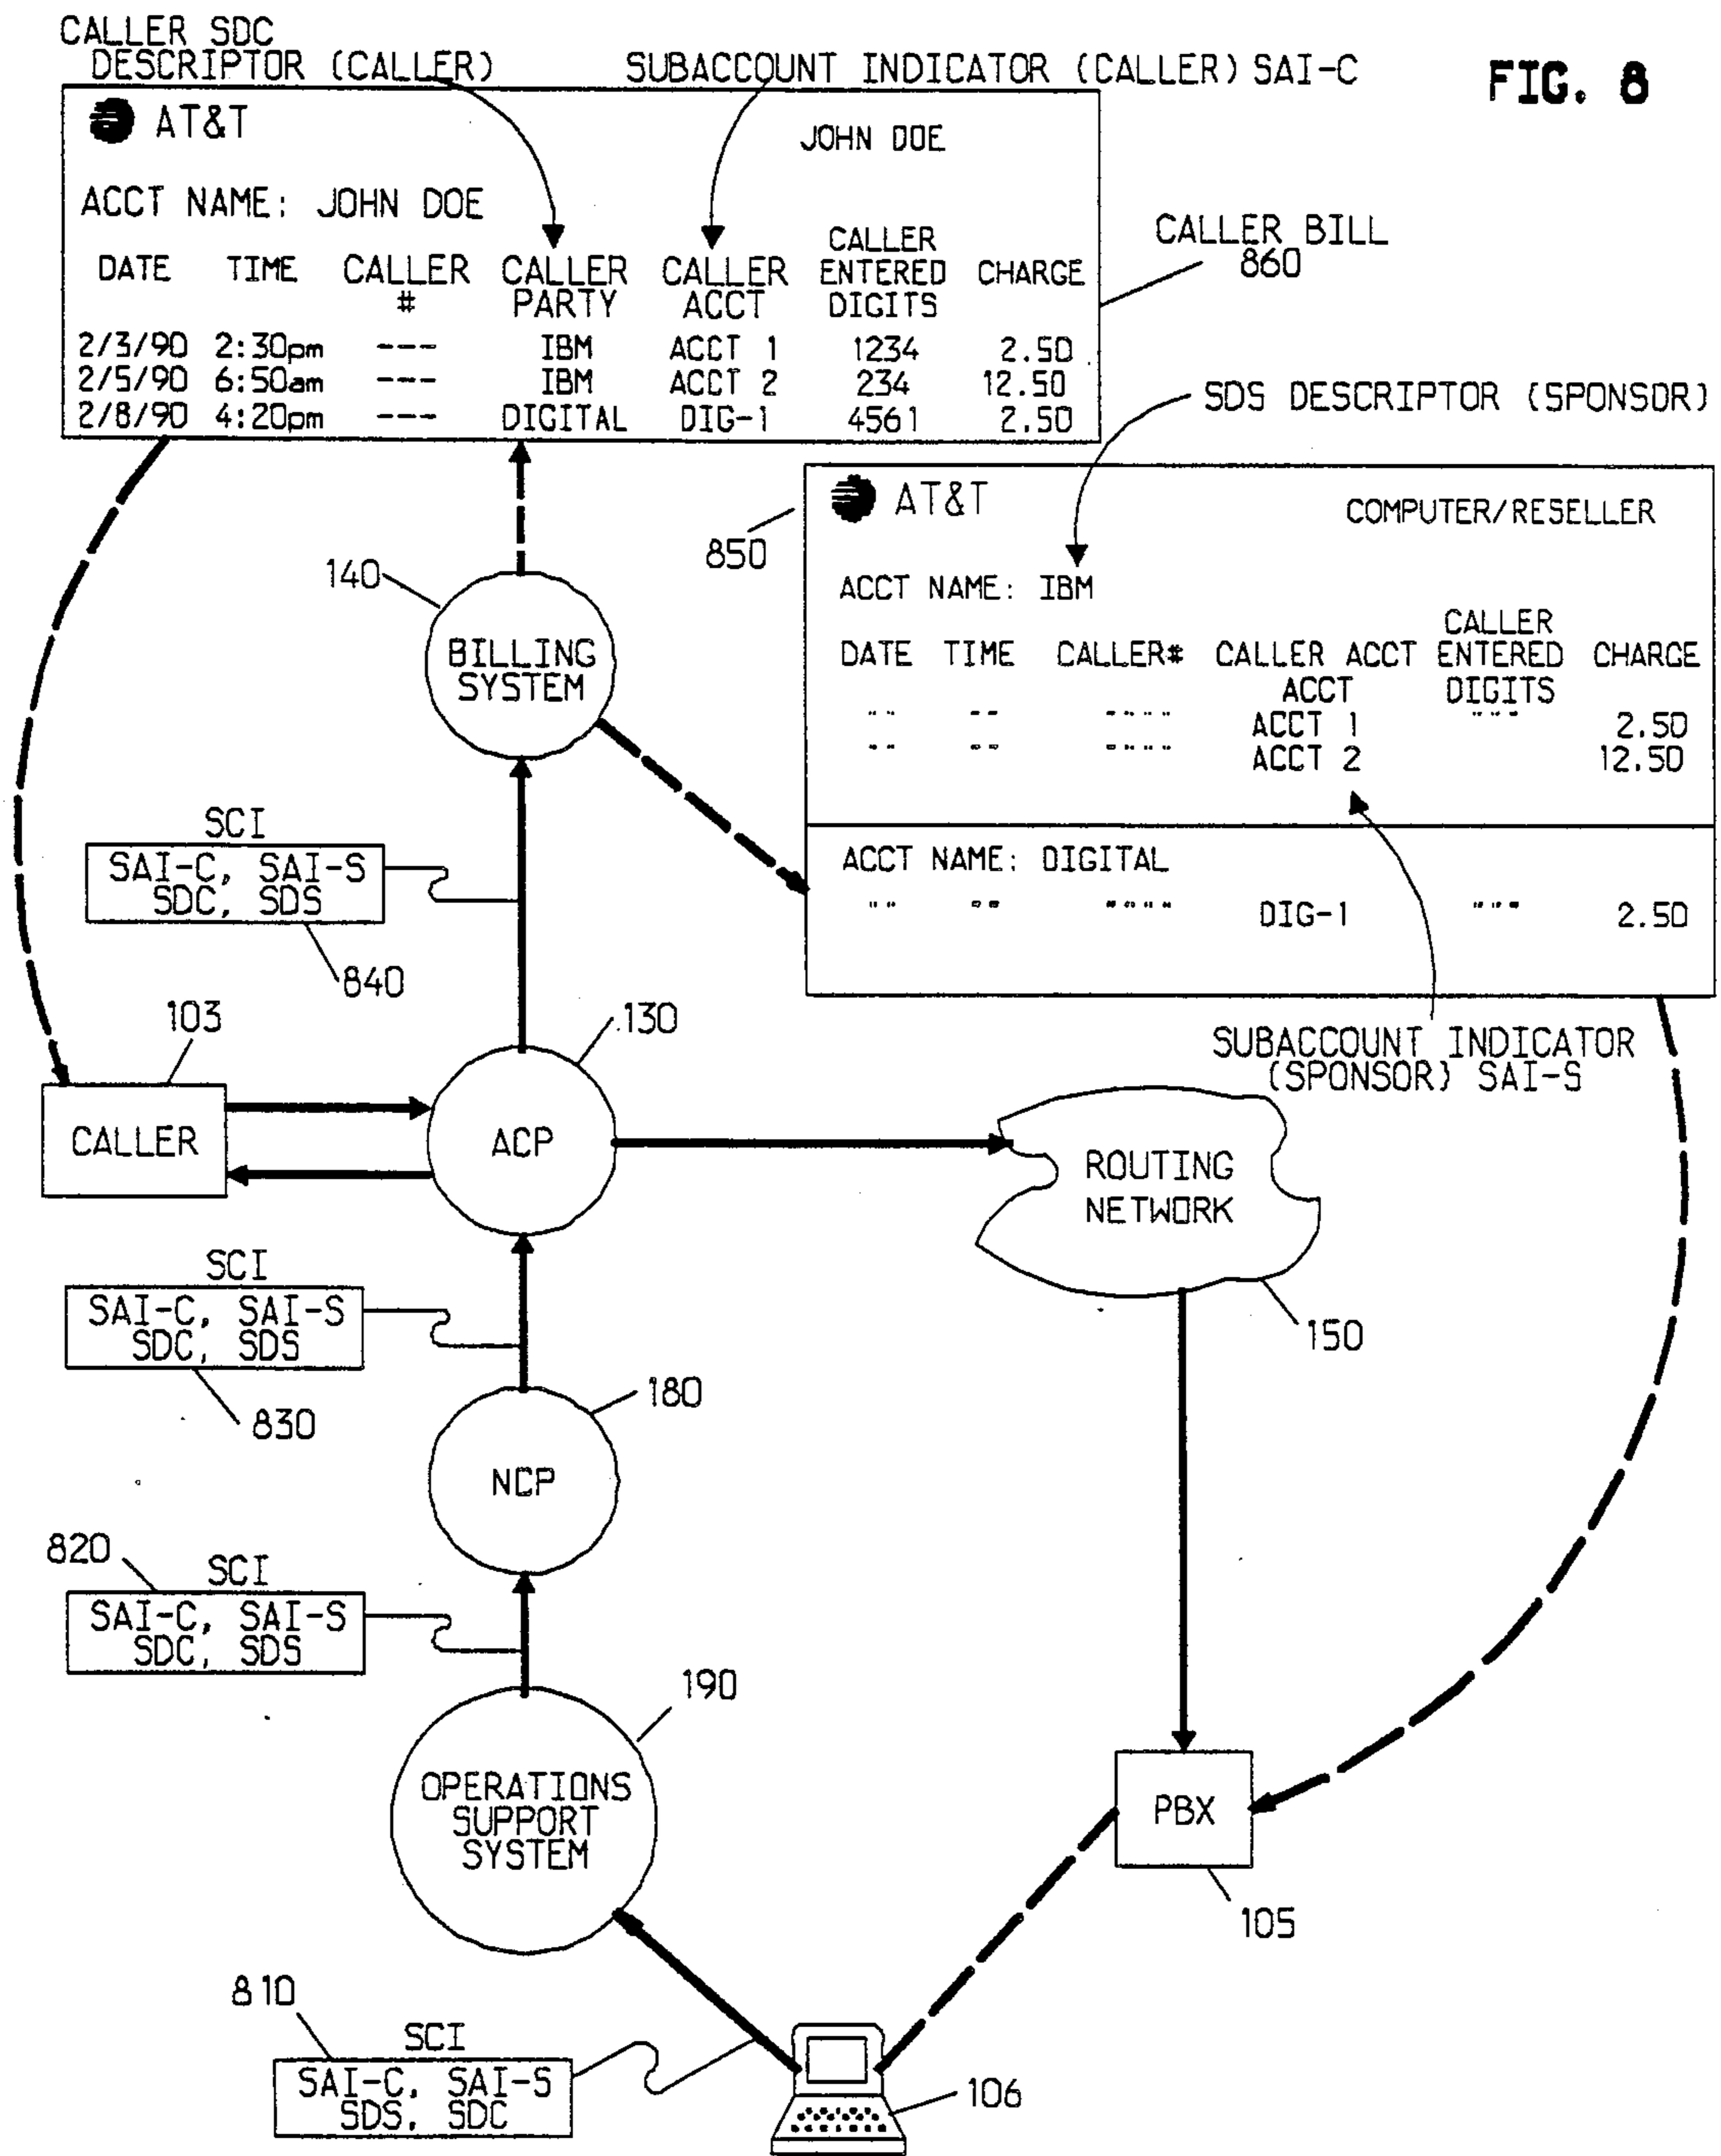 CALLER SDC
DESCRIPTOR (CALLER)
SUBACCOUNT INDICATOR (CALLER) SAI-C
FIG. 8
AT&T
JOHN DOE
ACCT NAME: JOHN DOE
DATE TIME CALLER # CALLER PARTY CALLER ACCT CALLER ENTERED DIGITS CHARGE
2/3/90 2:30pm --- IBM ACCT 1 1234 2.50
2/5/90 6:50am --- IBM ACCT 2 234 12.50
2/8/90 4:20pm --- DIGITAL DIG-1 4561 2.50
CALLER BILL
860
SDS DESCRIPTOR (SPONSOR)
850
AT&T
COMPUTER/RESELLER
ACCT NAME: IBM
CALLER
DATE TIME CALLER# CALLER ACCT ENTERED CHARGE
ACCT DIGITS
ACCT 1 2.50
ACCT 2 12.50
ACCT NAME: DIGITAL
DIG-1 2.50
SUBACCOUNT INDICATOR
(SPONSOR) SAI-S
140
BILLING
SYSTEM
SCI
SAI-C, SAI-S
SDC, SDS
840
103
CALLER
130
ACP
ROUTING
NETWORK
150
SCI
SAI-C, SAI-S
SDC, SDS
830
180
NCP
820
SCI
SAI-C, SAI-S
SDC, SDS
190
OPERATIONS
SUPPORT
SYSTEM
PBX
105
810
SCI
SAI-C, SAI-S
SDS, SDC
106